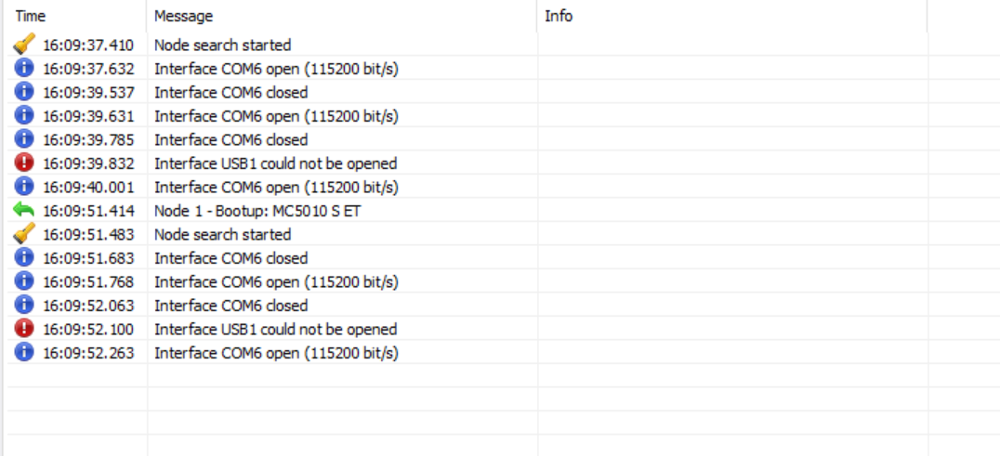 Time Message Info
16:09:37.410 Node search started
16:09:37.632 Interface COM6 open (115200 bit/s)
16:09:39.537 Interface COM6 closed
16:09:39.631 Interface COM6 open (115200 bit/s)
16:09:39.785 Interface COM6 closed
16:09:39.832 Interface USB1 could not be opened
16:09:40.001 Interface COM6 open (115200 bit/s)
16:09:51.414 Node 1 - Bootup: MC5010 S ET
16:09:51.483 Node search started
16:09:51.683 Interface COM6 closed
16:09:51.768 Interface COM6 open (115200 bit/s)
16:09:52.063 Interface COM6 closed
16:09:52.100 Interface USB1 could not be opened
16:09:52.263 Interface COM6 open (115200 bit/s)